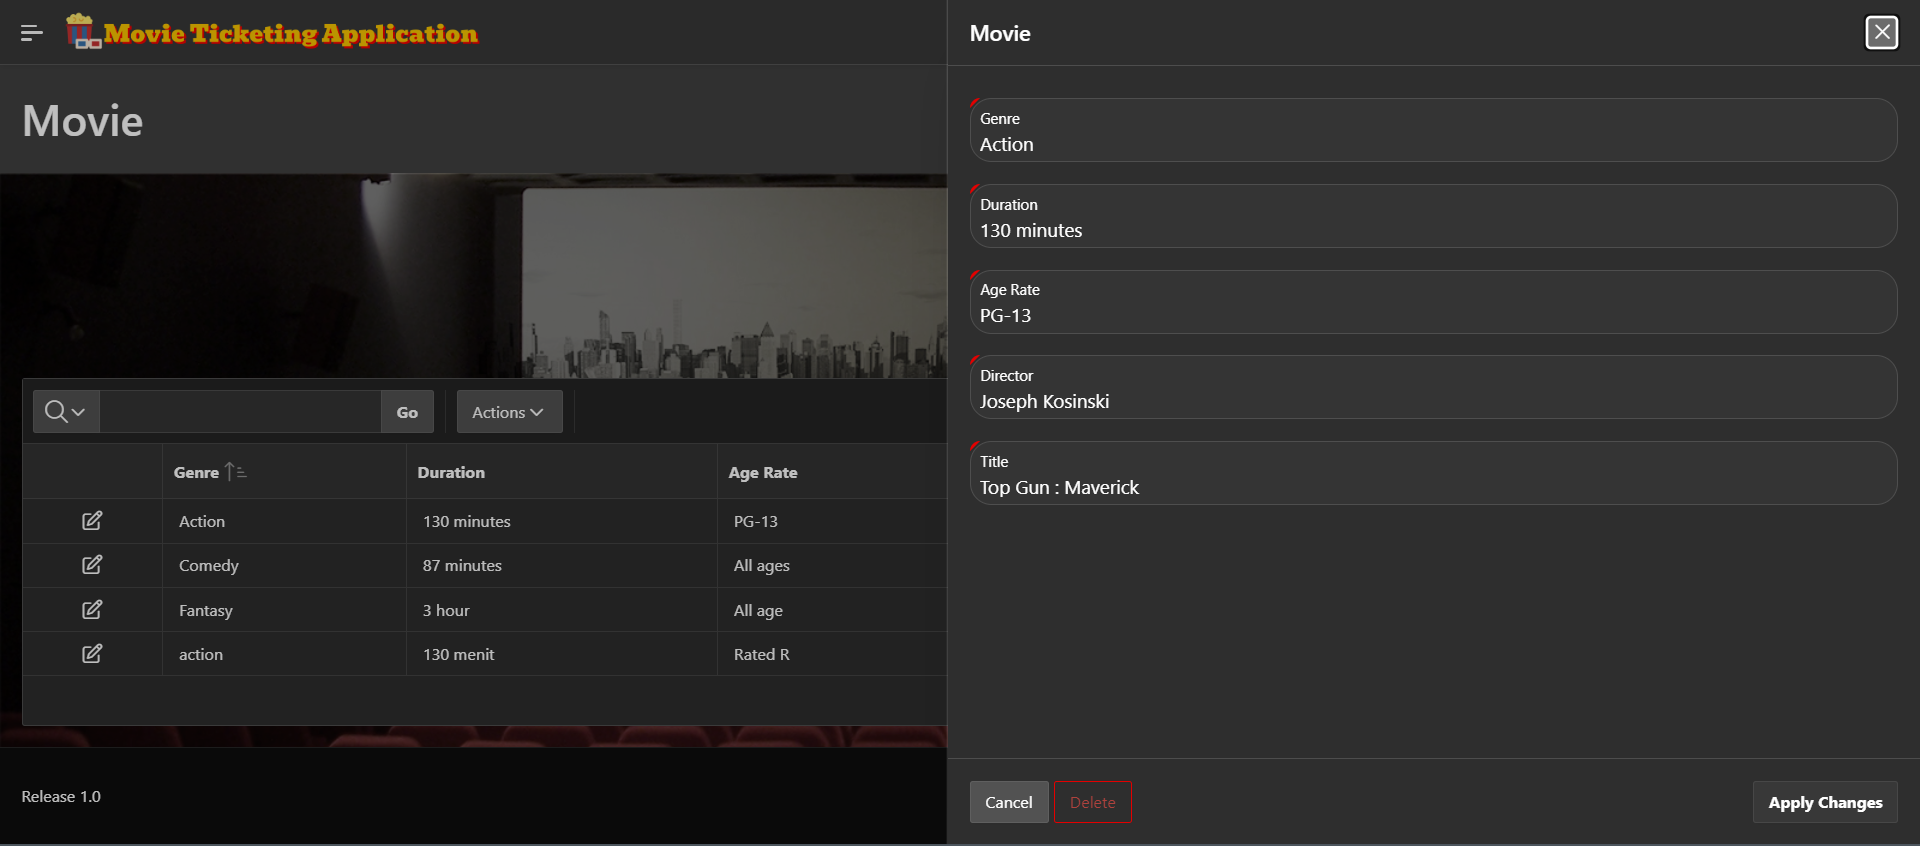 Movie Ticketing Application
Movie
Go
Actions
Genre Duration Age Rate
Action 130 minutes PG-13
Comedy 87 minutes All ages
Fantasy 3 hour All age
action 130 menit Rated R
Release 1.0
Movie
Genre
Action
Duration
130 minutes
Age Rate
PG-13
Director
Joseph Kosinski
Title
Top Gun : Maverick
Cancel Delete Apply Changes